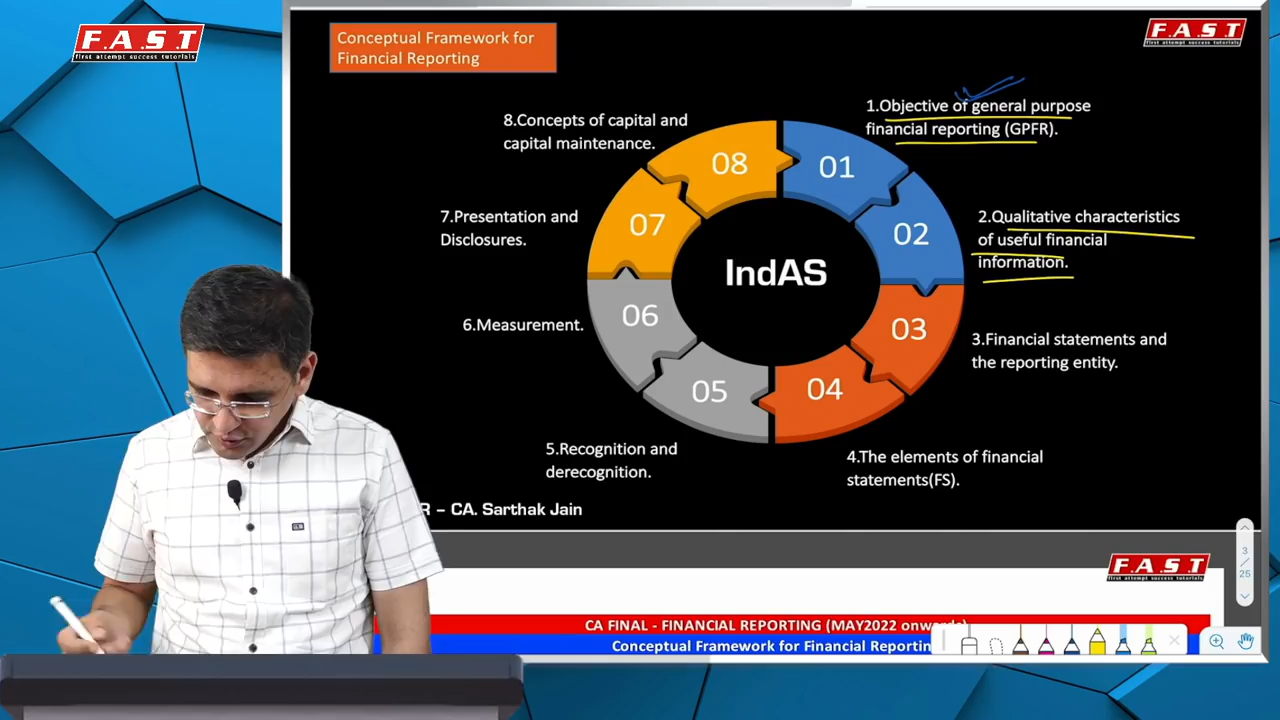 F.A.S.T
first attempt success tutorials
Conceptual Framework for
Financial Reporting
F.A.S.T
first attempt success tutorials
1.Objective of general purpose
financial reporting (GPFR).
2.Qualitative characteristics
of useful financial
information.
3.Financial statements and
the reporting entity.
4.The elements of financial
statements(FS).
5.Recognition and
derecognition.
6.Measurement.
7.Presentation and
Disclosures.
8.Concepts of capital and
capital maintenance.
01
02
03
04
05
06
07
08
IndAS
R – CA. Sarthak Jain
3
/
25
F.A.S.T
first attempt success tutorials
CA FINAL - FINANCIAL REPORTING (MAY2022 onwards)
Conceptual Framework for Financial Reportin